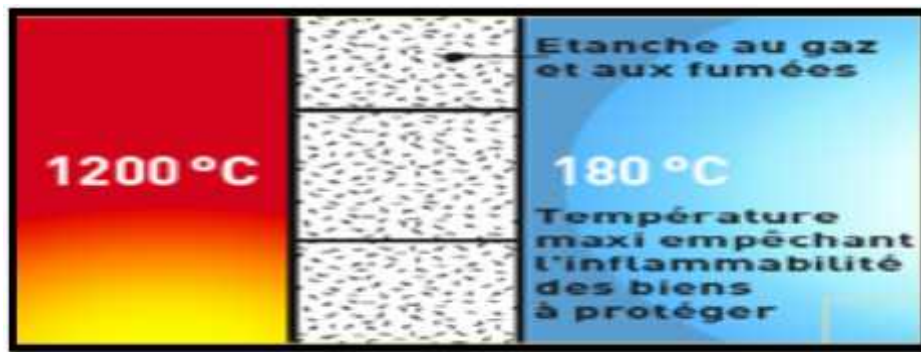 Etanche au gaz
et aux fumées
1200 °C
180 °C
Température
maxi empêchant
l'inflammabilité
des biens
à protéger